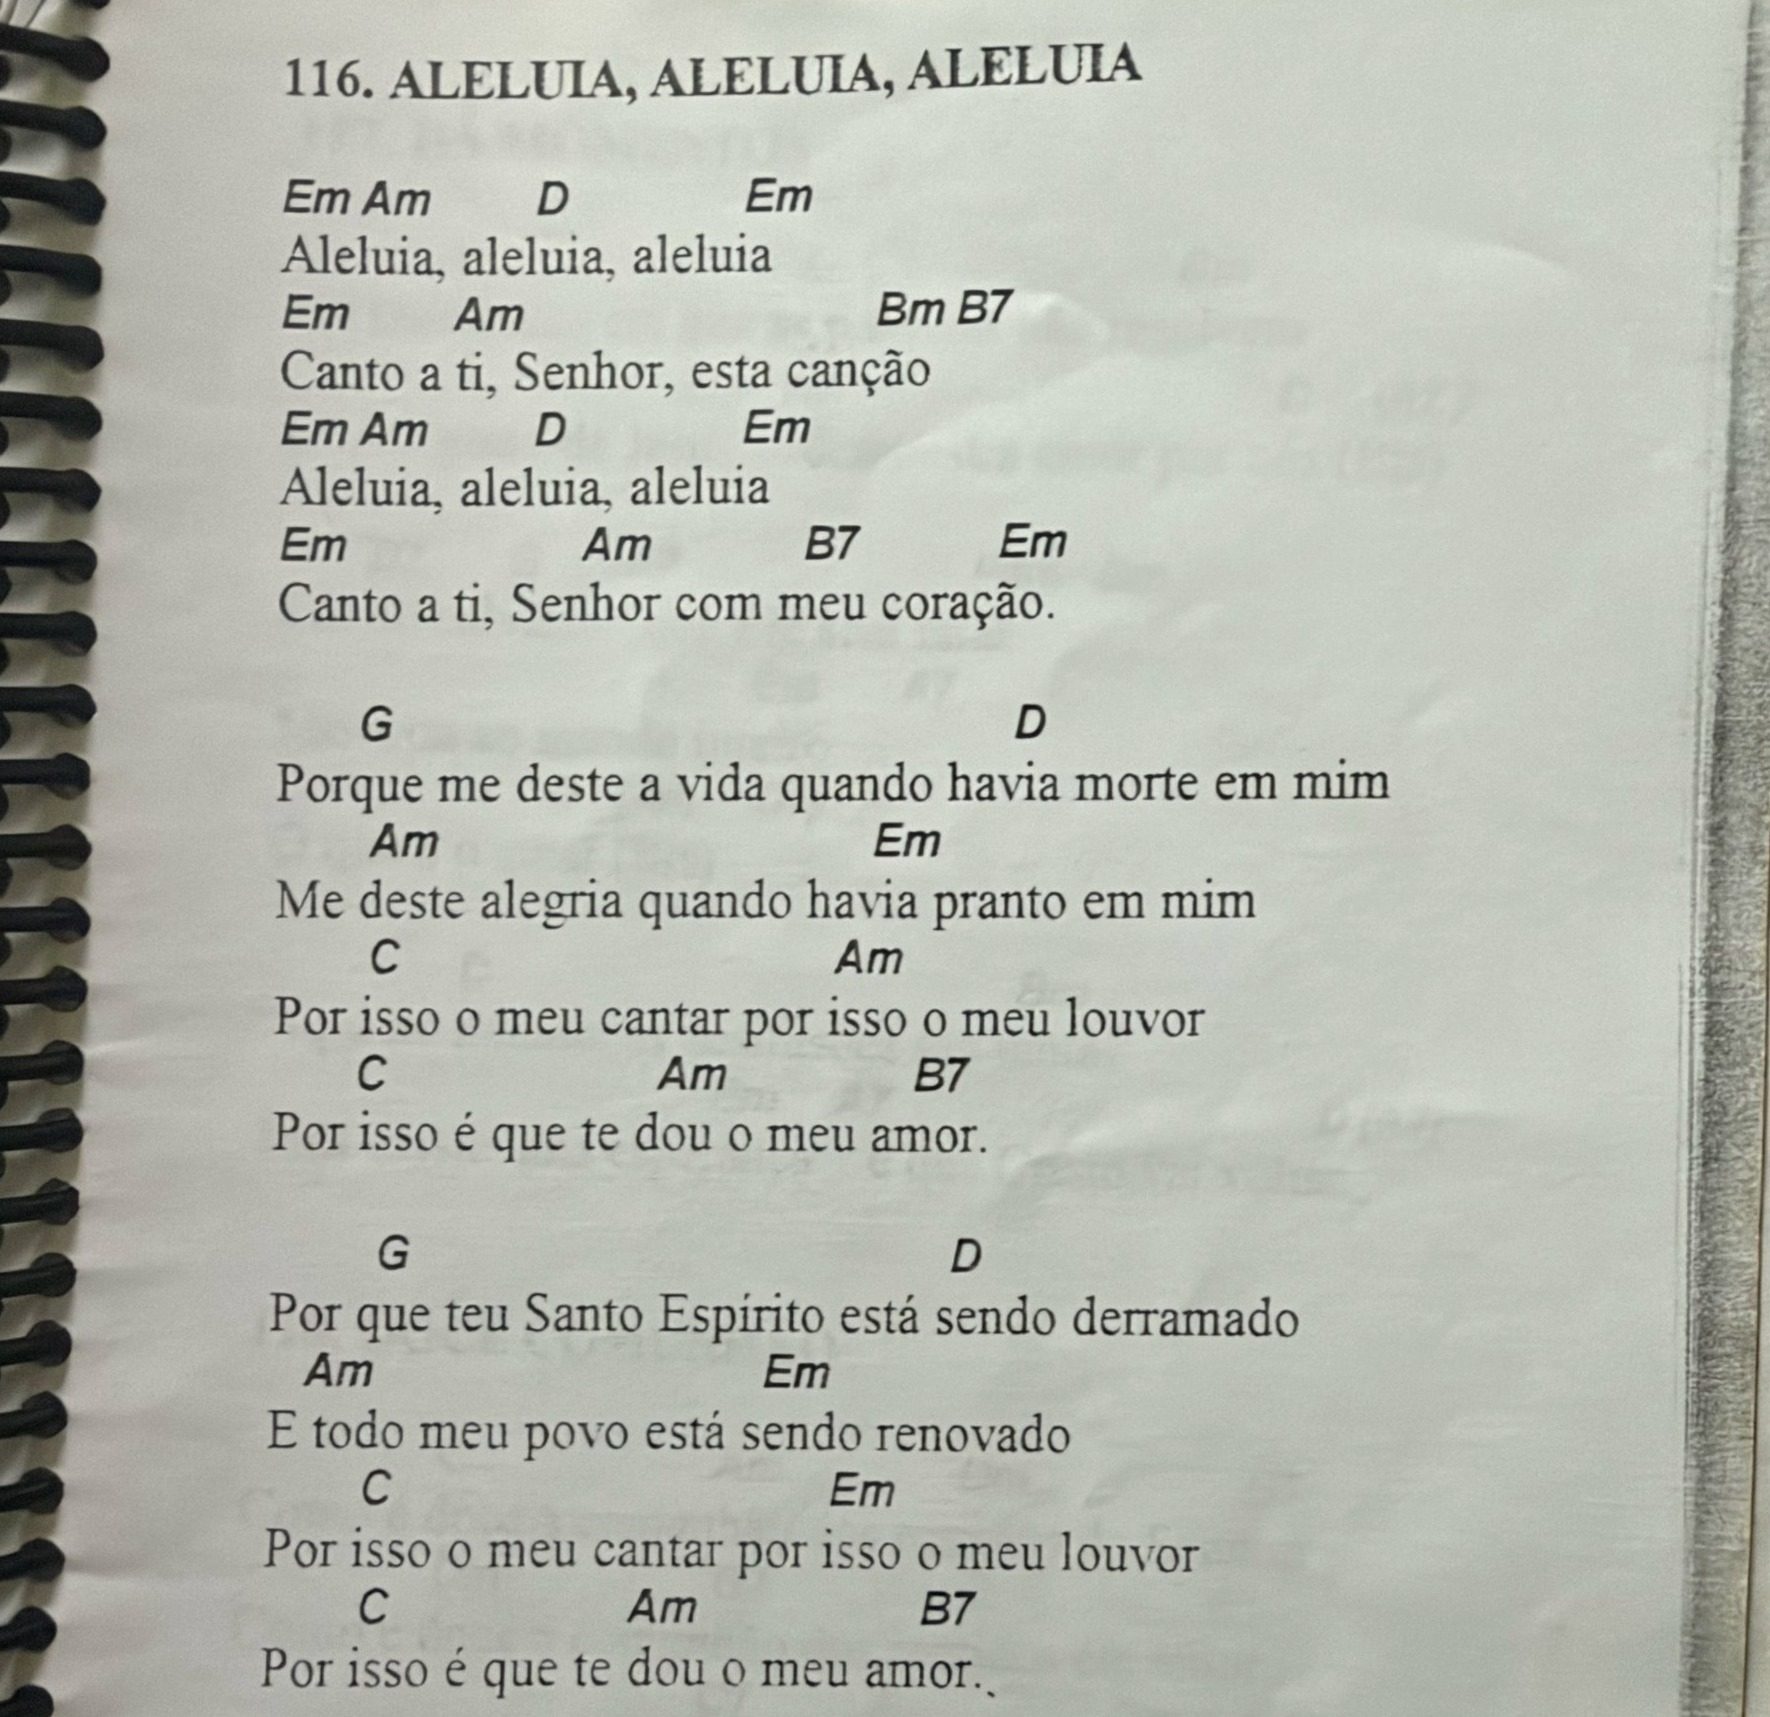 116. ALELUIA, ALELUIA, ALELUIA
Em Am D Em
Aleluia, aleluia, aleluia
Em Am Bm B7
Canto a ti, Senhor, esta canção
Em Am D Em
Aleluia, aleluia, aleluia
Em Am B7 Em
Canto a ti, Senhor com meu coração.
G D
Porque me deste a vida quando havia morte em mim
Am Em
Me deste alegria quando havia pranto em mim
C Am
Por isso o meu cantar por isso o meu louvor
C Am B7
Por isso é que te dou o meu amor.
G D
Por que teu Santo Espírito está sendo derramado
Am Em
E todo meu povo está sendo renovado
C Em
Por isso o meu cantar por isso o meu louvor
C Am B7
Por isso é que te dou o meu amor.